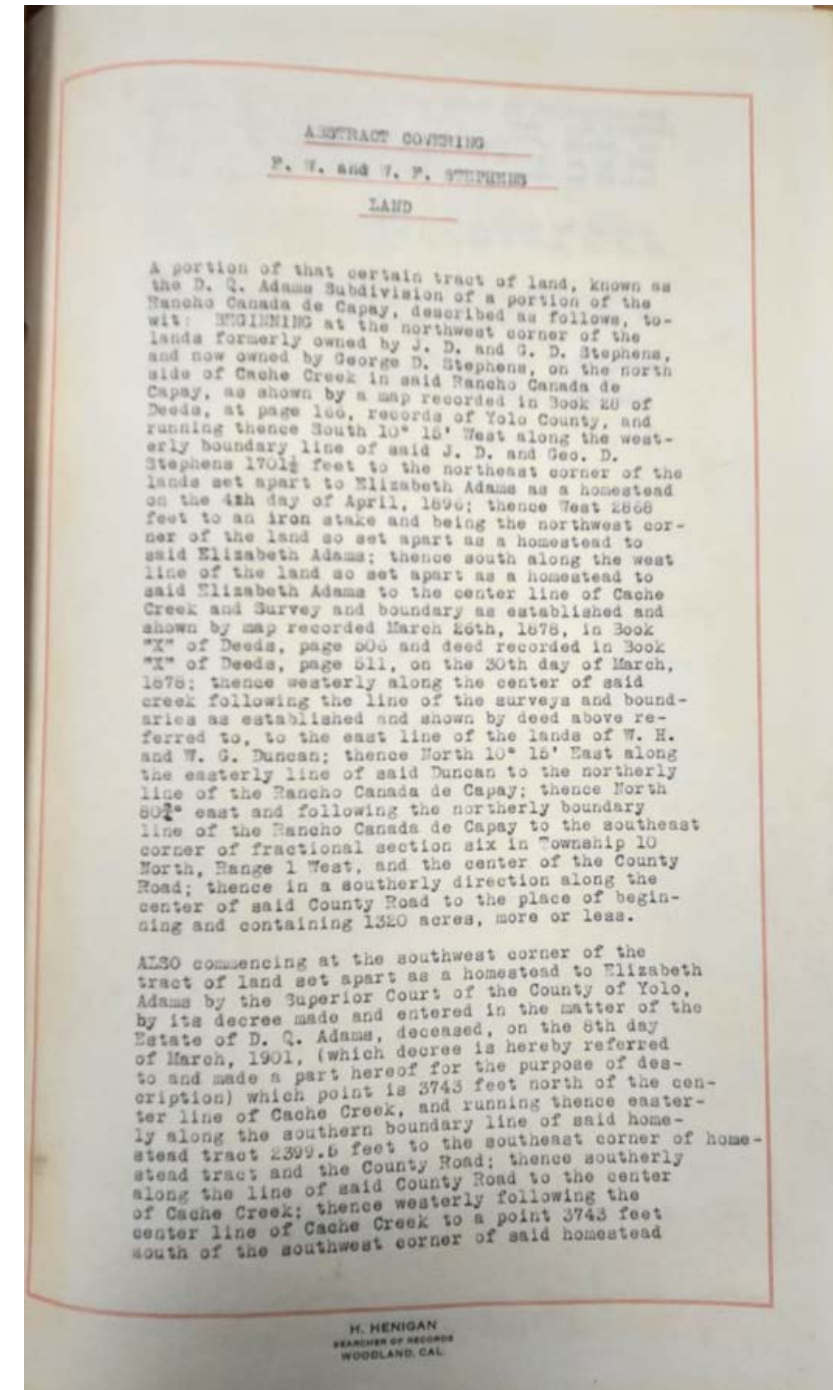 ABSTRACT COVERING
F. W. and W. F. STEPHENS
LAND
A portion of that certain tract of land, known as
the D. Q. Adams Subdivision of a portion of the
Rancho Canada de Capay, described as follows, to-
wit: BEGINNING at the northwest corner of the
lands formerly owned by J. D. and G. D. Stephens,
and now owned by George D. Stephens, on the north
side of Cache Creek in said Rancho Canada de
Capay, as shown by a map recorded in Book 28 of
Deeds, at page 166, records of Yolo County, and
running thence South 10° 15' West along the west-
erly boundary line of said J. D. and Geo. D.
Stephens 1701½ feet to the northeast corner of the
lands set apart to Elizabeth Adams as a homestead
on the 4th day of April, 1896; thence West 2868
feet to an iron stake and being the northwest cor-
ner of the land so set apart as a homestead to
said Elizabeth Adams; thence south along the west
line of the land so set apart as a homestead to
said Elizabeth Adams to the center line of Cache
Creek and Survey and boundary as established and
shown by map recorded March 26th, 1878, in Book
"X" of Deeds, page 506 and deed recorded in Book
"X" of Deeds, page 511, on the 30th day of March,
1878; thence westerly along the center of said
creek following the line of the surveys and bound-
aries as established and shown by deed above re-
ferred to, to the east line of the lands of W. H.
and W. G. Duncan; thence North 10° 15' East along
the easterly line of said Duncan to the northerly
line of the Rancho Canada de Capay; thence North
80¾° east and following the northerly boundary
line of the Rancho Canada de Capay to the southeast
corner of fractional section six in Township 10
North, Range 1 West, and the center of the County
Road; thence in a southerly direction along the
center of said County Road to the place of begin-
ning and containing 1320 acres, more or less.
ALSO commencing at the southwest corner of the
tract of land set apart as a homestead to Elizabeth
Adams by the Superior Court of the County of Yolo,
by its decree made and entered in the matter of the
Estate of D. Q. Adams, deceased, on the 8th day
of March, 1901, (which decree is hereby referred
to and made a part hereof for the purpose of des-
cription) which point is 3743 feet north of the cen-
ter line of Cache Creek, and running thence easter-
ly along the southern boundary line of said home-
stead tract 2399.5 feet to the southeast corner of home-
stead tract and the County Road; thence southerly
along the line of said County Road to the center
of Cache Creek; thence westerly following the
center line of Cache Creek to a point 3743 feet
south of the southwest corner of said homestead
H. HENIGAN
SEARCHER OF RECORDS
WOODLAND, CAL